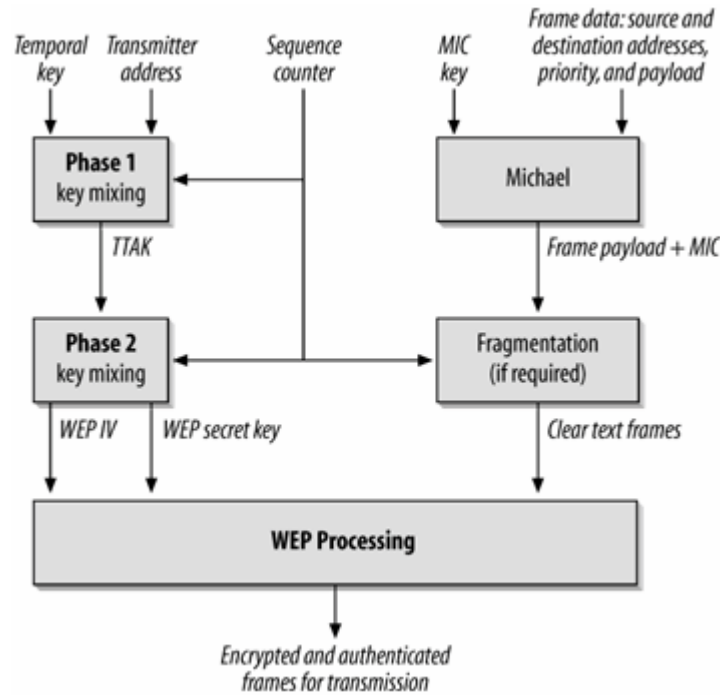 Temporal
key
Transmitter
address
Sequence
counter
MIC
key
Frame data: source and
destination addresses,
priority, and payload
Phase 1
key mixing
Michael
TTAK
Frame payload + MIC
Phase 2
key mixing
Fragmentation
(if required)
WEP IV
WEP secret key
Clear text frames
WEP Processing
Encrypted and authenticated
frames for transmission